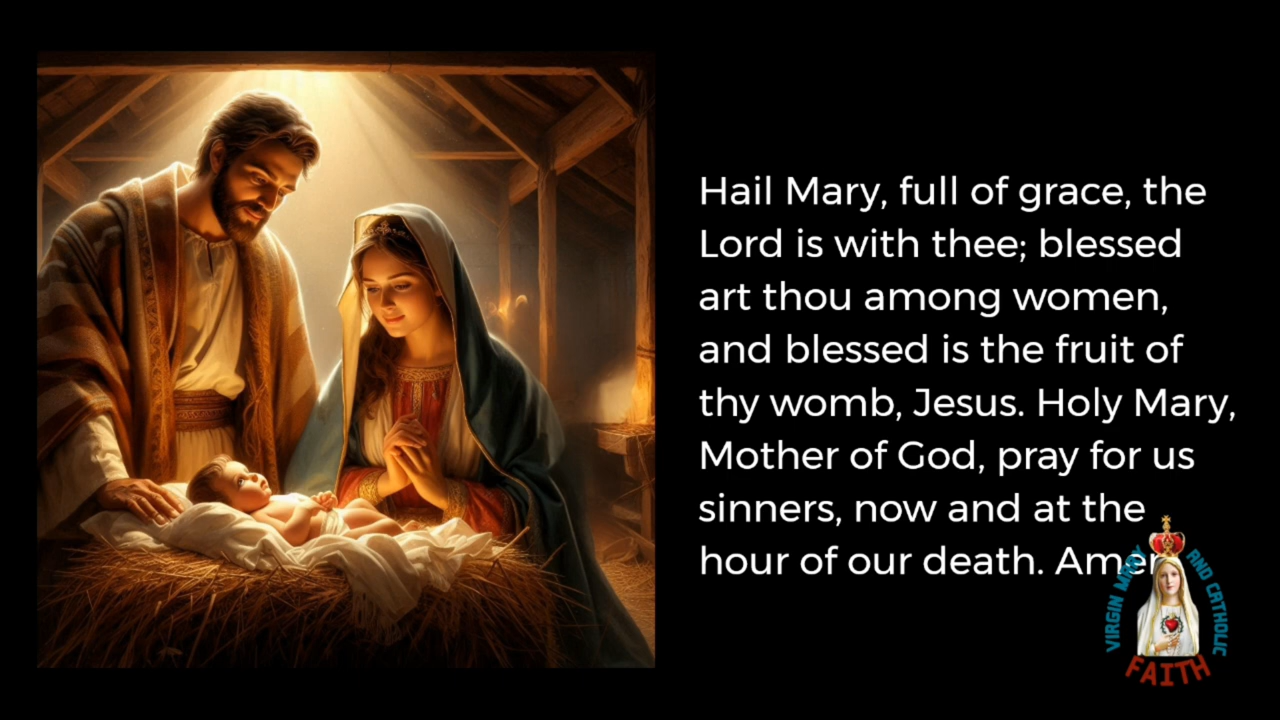 Hail Mary, full of grace, the
Lord is with thee; blessed
art thou among women,
and blessed is the fruit of
thy womb, Jesus. Holy Mary,
Mother of God, pray for us
sinners, now and at the
hour of our death. Amen
VIRGIN MARY
AND CATHOLIC
FAITH